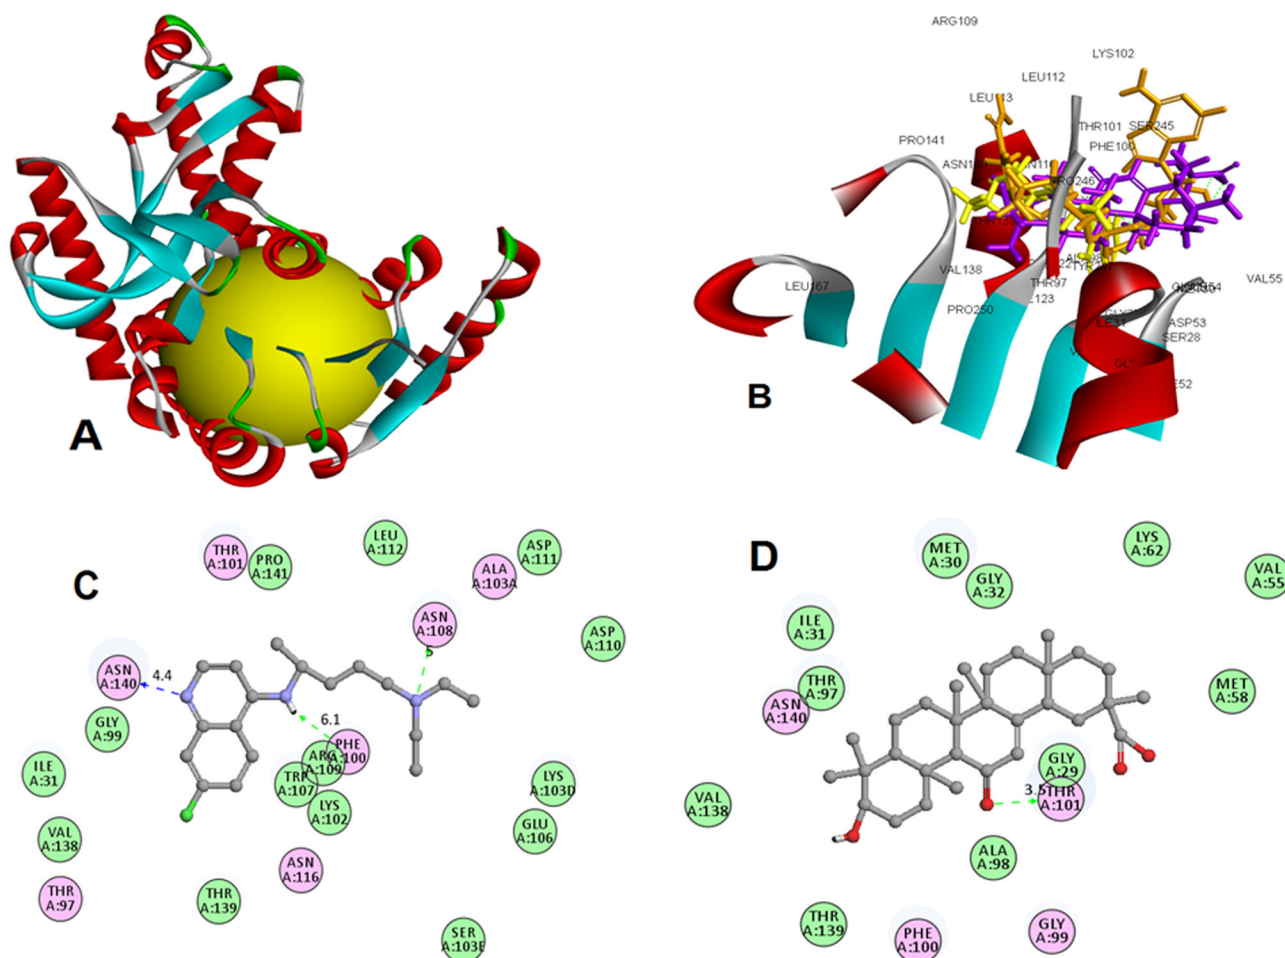 A
ARG109
LYS102
LEU112
THR101
SER245
PHE100
PRO141
VAL138
LEU167
PRO250
THR97
VAL55
ASP53
SER28
ILE31
B
C
THR
A:101
PRO
A:141
LEU
A:112
ASP
A:111
ALA
A:103A
ASN
A:108
5
ASP
A:110
ASN
A:140
4.4
GLY
A:99
6.1
PHE
A:100
ARG
A:109
TRP
A:107
LYS
A:102
ILE
A:31
VAL
A:138
THR
A:97
ASN
A:116
THR
A:139
LYS
A:103D
GLU
A:106
SER
A:103E
D
MET
A:30
GLY
A:32
LYS
A:62
VAL
A:55
ILE
A:31
THR
A:97
ASN
A:140
MET
A:58
GLY
A:29
3.5
THR
A:101
VAL
A:138
ALA
A:98
THR
A:139
PHE
A:100
GLY
A:99